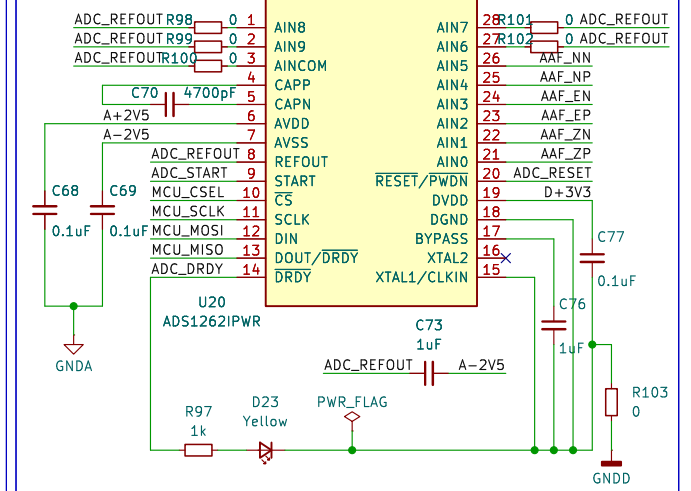 ADC_REFOUT R98 0 1 AIN8 AIN7 28 R101 0 ADC_REFOUT
ADC_REFOUT R99 0 2 AIN9 AIN6 27 R102 0 ADC_REFOUT
ADC_REFOUT R100 0 3 AINCOM AIN5 26 AAF_NN
4 CAPP AIN4 25 AAF_NP
C70 4700pF 5 CAPN AIN3 24 AAF_EN
A+2V5 6 AVDD AIN2 23 AAF_EP
A-2V5 7 AVSS AIN1 22 AAF_ZN
ADC_REFOUT 8 REFOUT AIN0 21 AAF_ZP
ADC_START 9 START RESET/PWDN 20 ADC_RESET
MCU_CSEL 10 CS DVDD 19 D+3V3
MCU_SCLK 11 SCLK DGND 18
MCU_MOSI 12 DIN BYPASS 17
MCU_MISO 13 DOUT/DRDY XTAL2 16
ADC_DRDY 14 DRDY XTAL1/CLKIN 15
C68
0.1uF
C69
0.1uF
C77
0.1uF
C76
1uF
U20
ADS1262IPWR
GNDA
C73
1uF
ADC_REFOUT A-2V5
R97
1k
D23
Yellow
PWR_FLAG
R103
0
GNDD